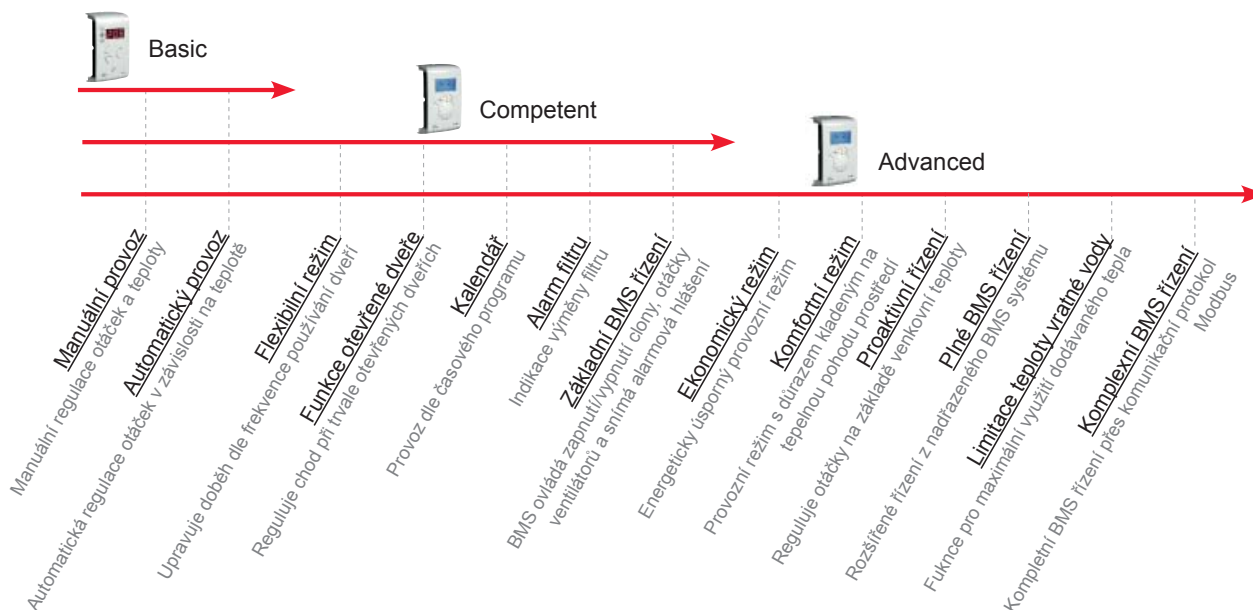 Basic
Competent
Advanced
Manuální provoz
Manuální regulace otáček a teploty
Automatický provoz
Automatická regulace otáček v závislosti na teplotě
Flexibilní režim
Upravuje doběh dle frekvence používání dveří
Funkce otevřené dveře
Reguluje chod při trvale otevřených dveřích
Kalendář
Provoz dle časového programu
Alarm filtru
Indikace výměny filtru
Základní BMS řízení
BMS ovládá zapnutí/vypnutí clony, otáčky
ventilátorů a snímá alarmová hlášení
Ekonomický režim
Energeticky úsporný provozní režim
Komfortní režim
Provozní režim s důrazem kladeným na
tepelnou pohodu prostředí
Proaktivní řízení
Reguluje otáčky na základě venkovní teploty
Plné BMS řízení
Rozšířené řízení z nadřazeného BMS systému
Limitace teploty vratné vody
Fuknce pro maximální využití dodávaného tepla
Komplexní BMS řízení
Kompletní BMS řízení přes komunikační protokol
Modbus